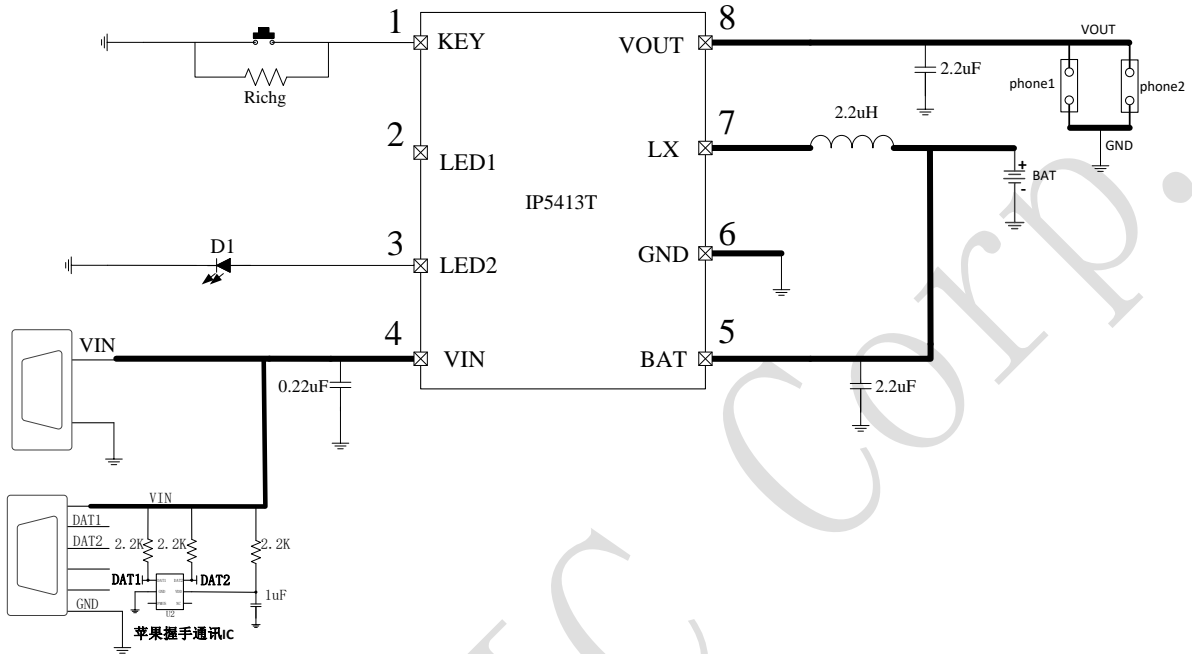 1
KEY
Richg
2
LED1
3
LED2
D1
4
VIN
VIN
0.22uF
IP5413T
8
VOUT
VOUT
2.2uF
phone1
phone2
GND
7
LX
2.2uH
BAT
+
-
6
GND
5
BAT
2.2uF
VIN
DAT1
DAT2
2.2K
2.2K
2.2K
DAT1
DAT2
GND
U2
1uF
苹果握手通讯IC
C Corp.